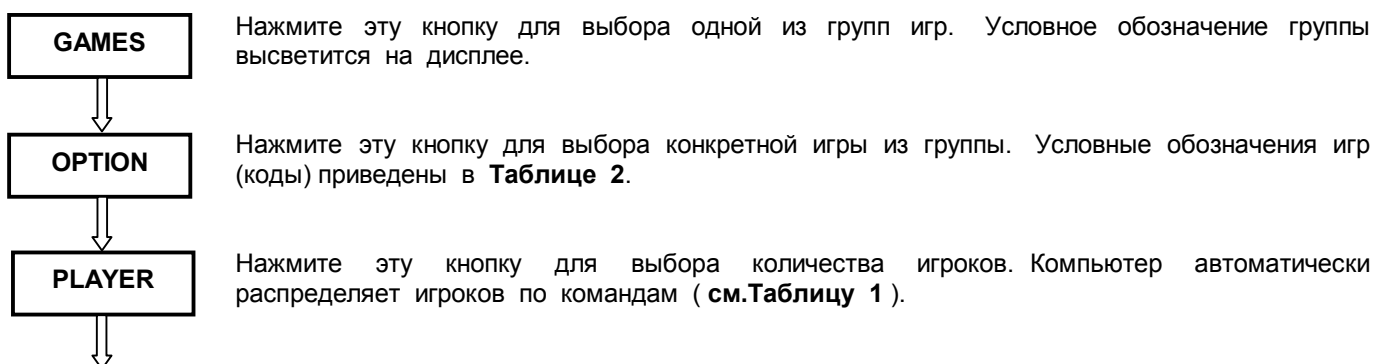 GAMES
Нажмите эту кнопку для выбора одной из групп игр. Условное обозначение группы
высветится на дисплее.
OPTION
Нажмите эту кнопку для выбора конкретной игры из группы. Условные обозначения игр
(коды) приведены в Таблице 2.
PLAYER
Нажмите эту кнопку для выбора количества игроков. Компьютер автоматически
распределяет игроков по командам ( см.Таблицу 1 ).